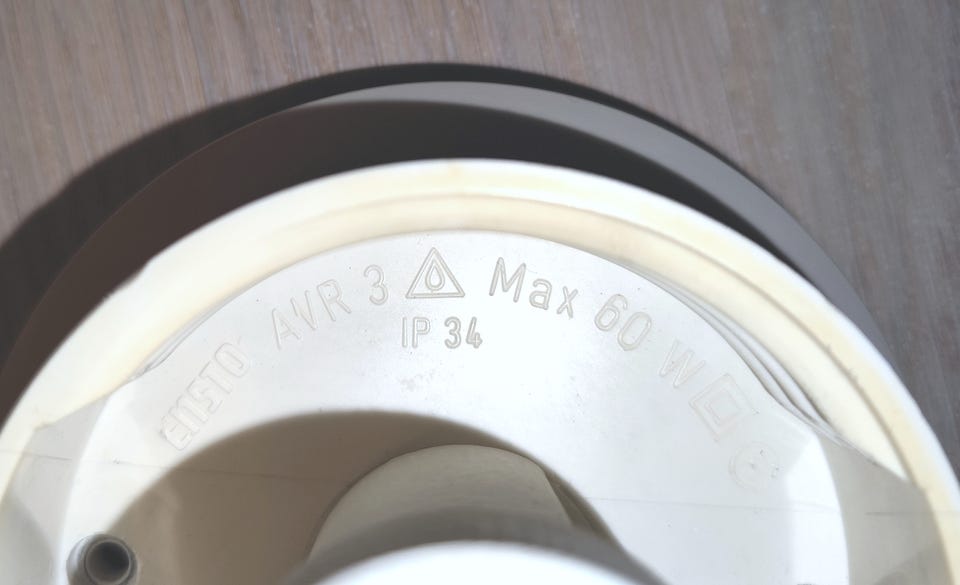 ENSTO AVR 3 Max 60 W
IP 34